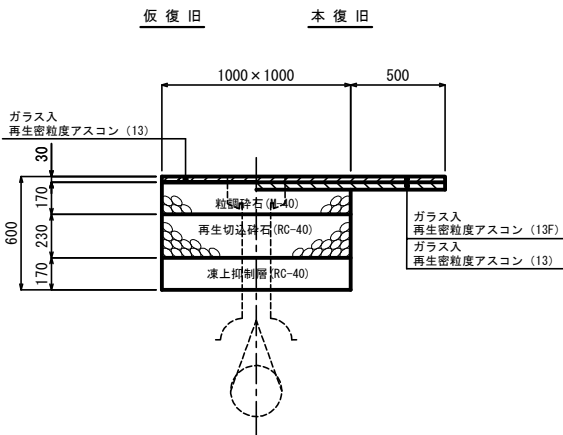 仮復旧
本復旧
1000×1000
500
ガラス入
再生密粒度アスコン（13）
30
170
230
170
600
粒調砕石(M-40)
再生切込砕石(RC-40)
凍上抑制層(RC-40)
ガラス入
再生密粒度アスコン（13F）
ガラス入
再生密粒度アスコン（13）